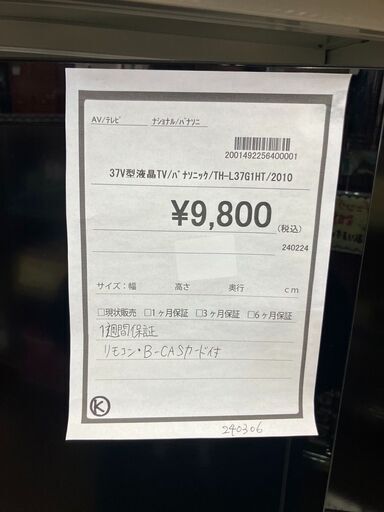 AV/テレビ ナショナル/パナソニ
2001492256400001
37V型液晶TV/パナソニック/TH-L37G1HT/2010
¥9,800 (税込)
240224
サイズ:幅 高さ 奥行 cm
□現状販売 □1ヶ月保証 □3ヶ月保証 □6ヶ月保証
1週間保証
リモコン・B-CASカード付
K
240306